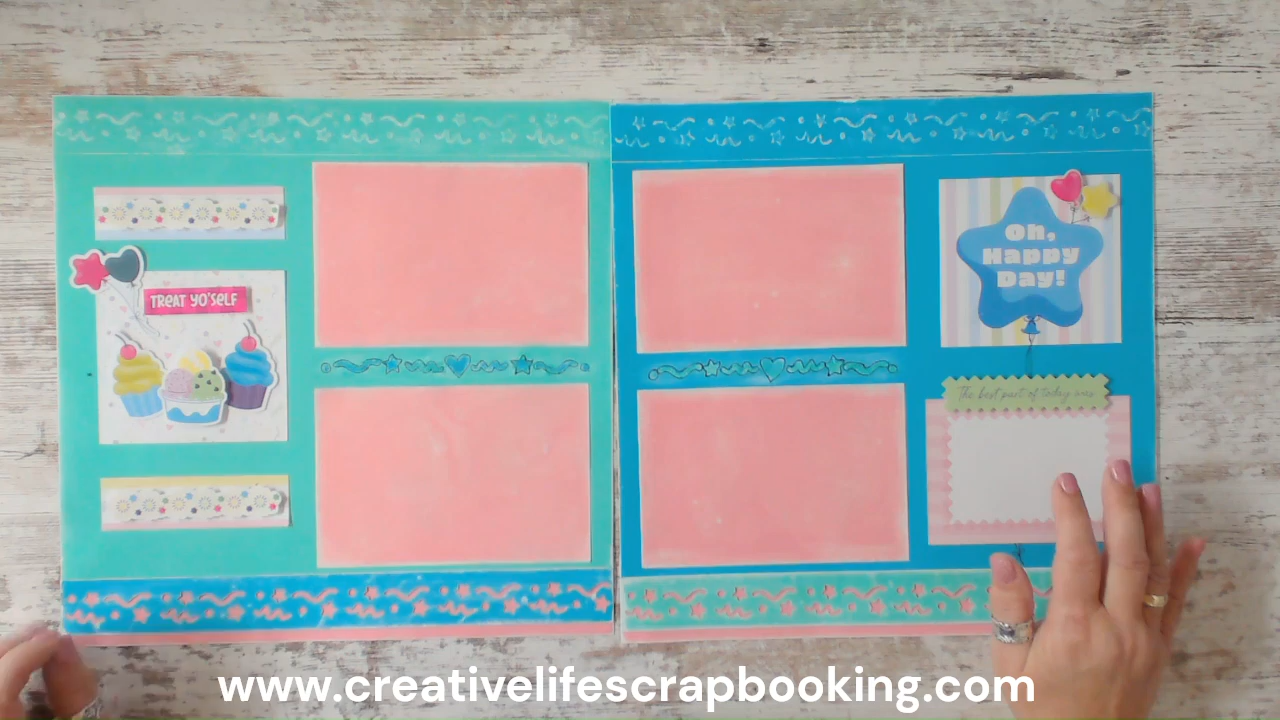 TREAT YO'SELF
Oh,
Happy
Day!
The best part of today was
www.creativelifescrapbooking.com